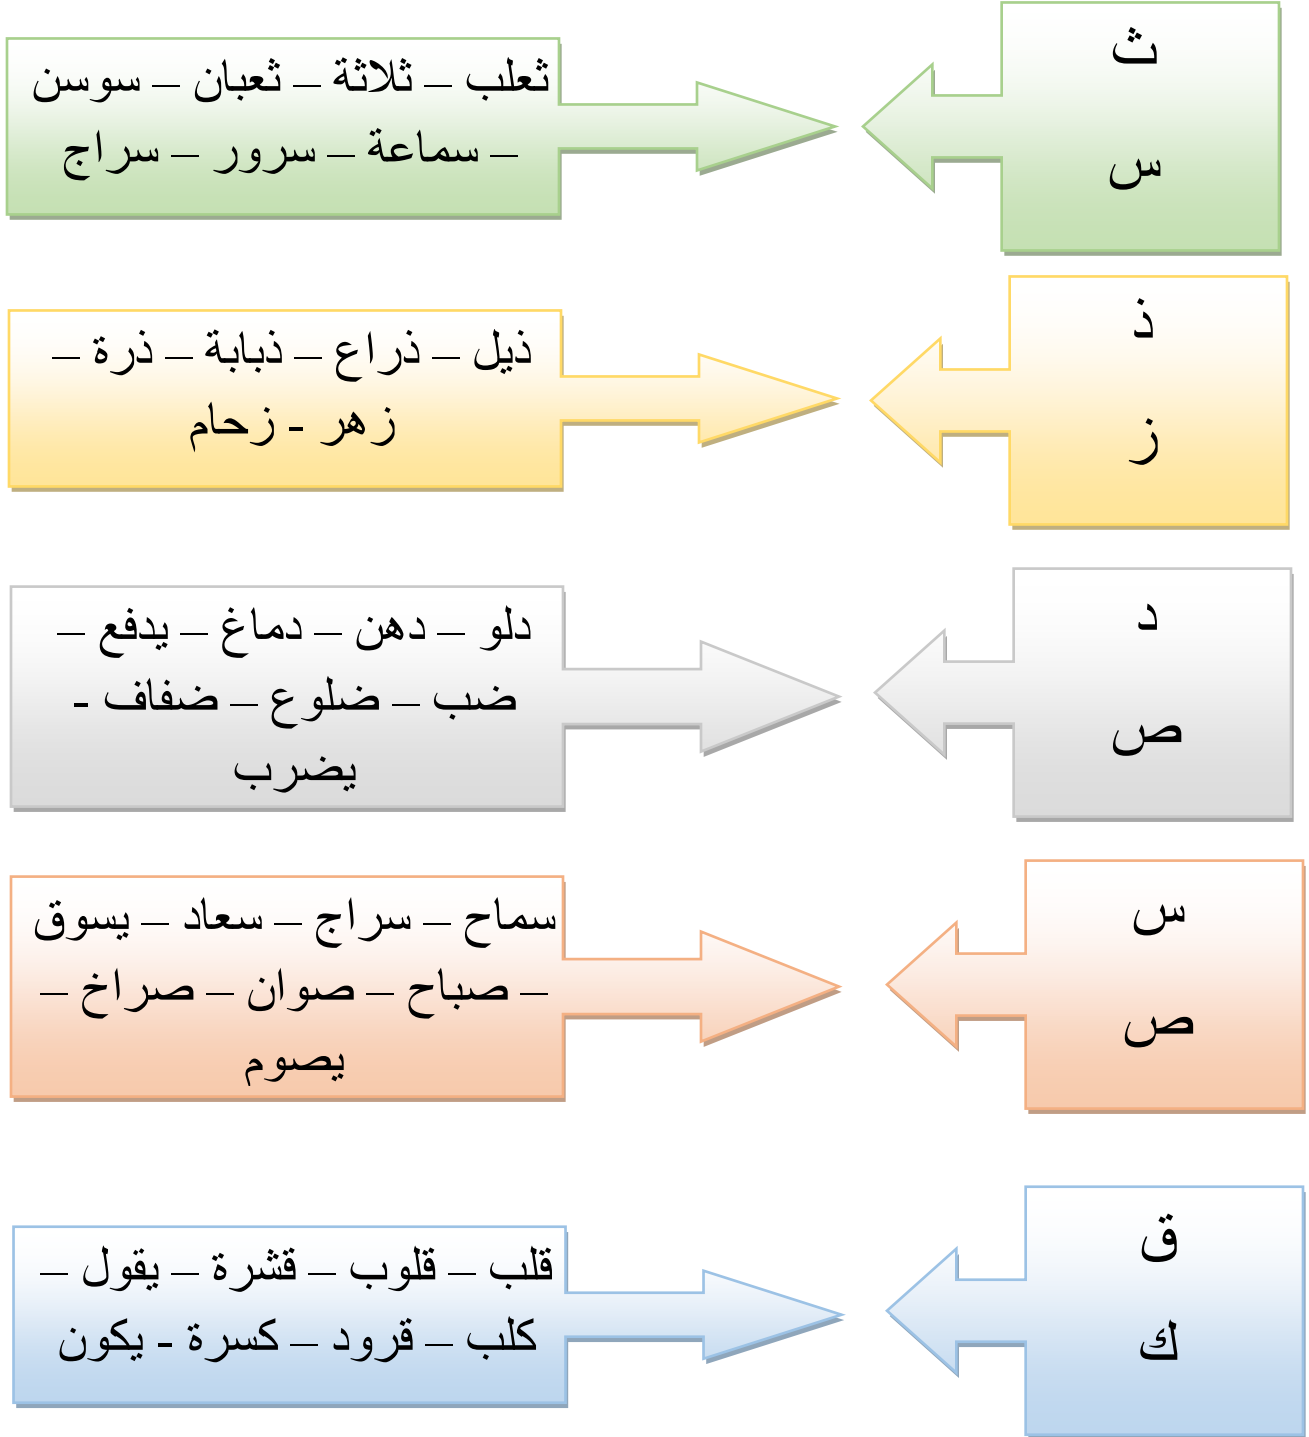 ث
س
ثعلب – ثلاثة – ثعبان – سوسن
– سماعة – سرور – سراج
ذ
ز
ذيل – ذراع – ذبابة – ذرة –
زهر - زحام
د
ص
دلو – دهن – دماغ – يدفع –
ضب – ضلوع – ضفاف -
يضرب
س
ص
سماح – سراج – سعاد – يسوق
– صباح – صوان – صراخ –
يصوم
ق
ك
قلب – قلوب – قشرة – يقول –
كلب – قرود – كسرة - يكون